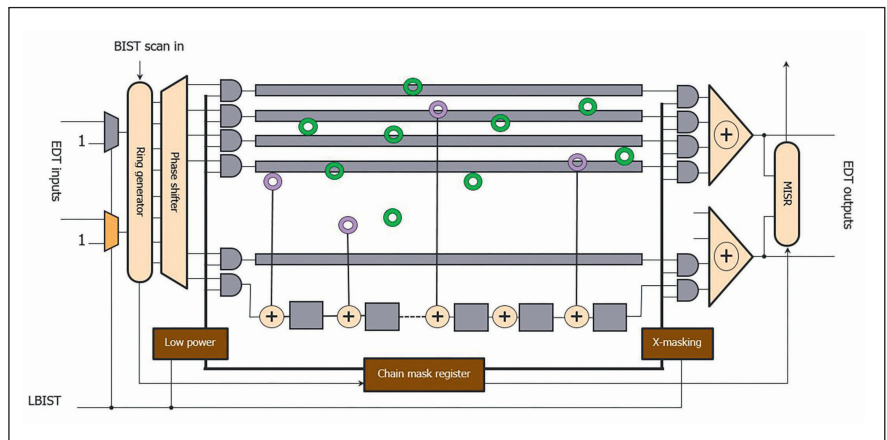 BIST scan in
EDT inputs
1
1
Ring generator
Phase shifter
+
+
EDT outputs
MISR
+
+
+
+
+
Low power
X-masking
Chain mask register
LBIST